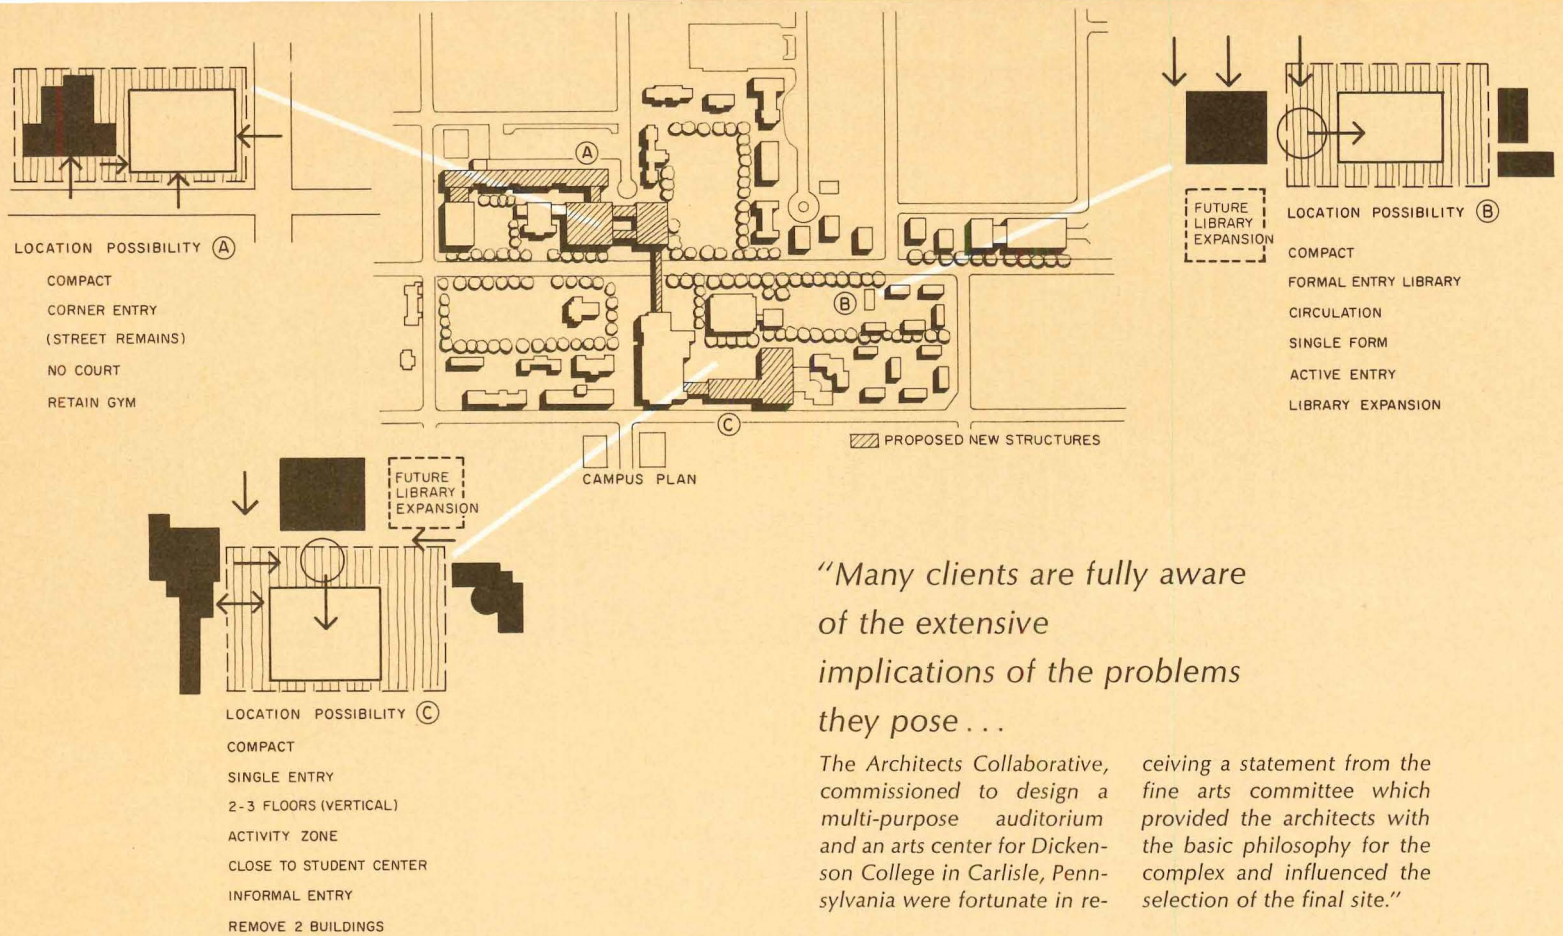 LOCATION POSSIBILITY A
COMPACT
CORNER ENTRY
(STREET REMAINS)
NO COURT
RETAIN GYM
A
B
C
PROPOSED NEW STRUCTURES
CAMPUS PLAN
FUTURE
LIBRARY
EXPANSION
LOCATION POSSIBILITY B
COMPACT
FORMAL ENTRY LIBRARY
CIRCULATION
SINGLE FORM
ACTIVE ENTRY
LIBRARY EXPANSION
FUTURE
LIBRARY
EXPANSION
LOCATION POSSIBILITY C
COMPACT
SINGLE ENTRY
2-3 FLOORS (VERTICAL)
ACTIVITY ZONE
CLOSE TO STUDENT CENTER
INFORMAL ENTRY
REMOVE 2 BUILDINGS
"Many clients are fully aware
of the extensive
implications of the problems
they pose . . .
The Architects Collaborative,
commissioned to design a
multi-purpose auditorium
and an arts center for Dicken-
son College in Carlisle, Penn-
sylvania were fortunate in re-
ceiving a statement from the
fine arts committee which
provided the architects with
the basic philosophy for the
complex and influenced the
selection of the final site."